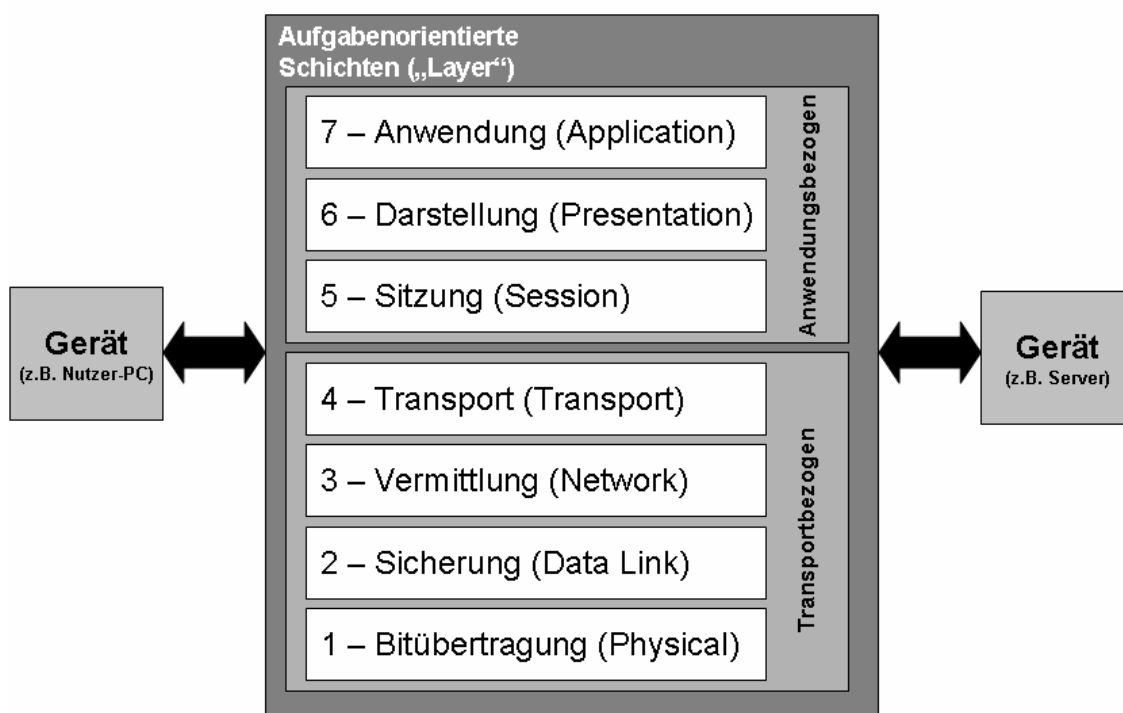 Aufgabenorientierte
Schichten („Layer“)
7 – Anwendung (Application)
6 – Darstellung (Presentation)
5 – Sitzung (Session)
Anwendungsbezogen
4 – Transport (Transport)
3 – Vermittlung (Network)
2 – Sicherung (Data Link)
1 – Bitübertragung (Physical)
Transportbezogen
Gerät
(z.B. Nutzer-PC)
Gerät
(z.B. Server)